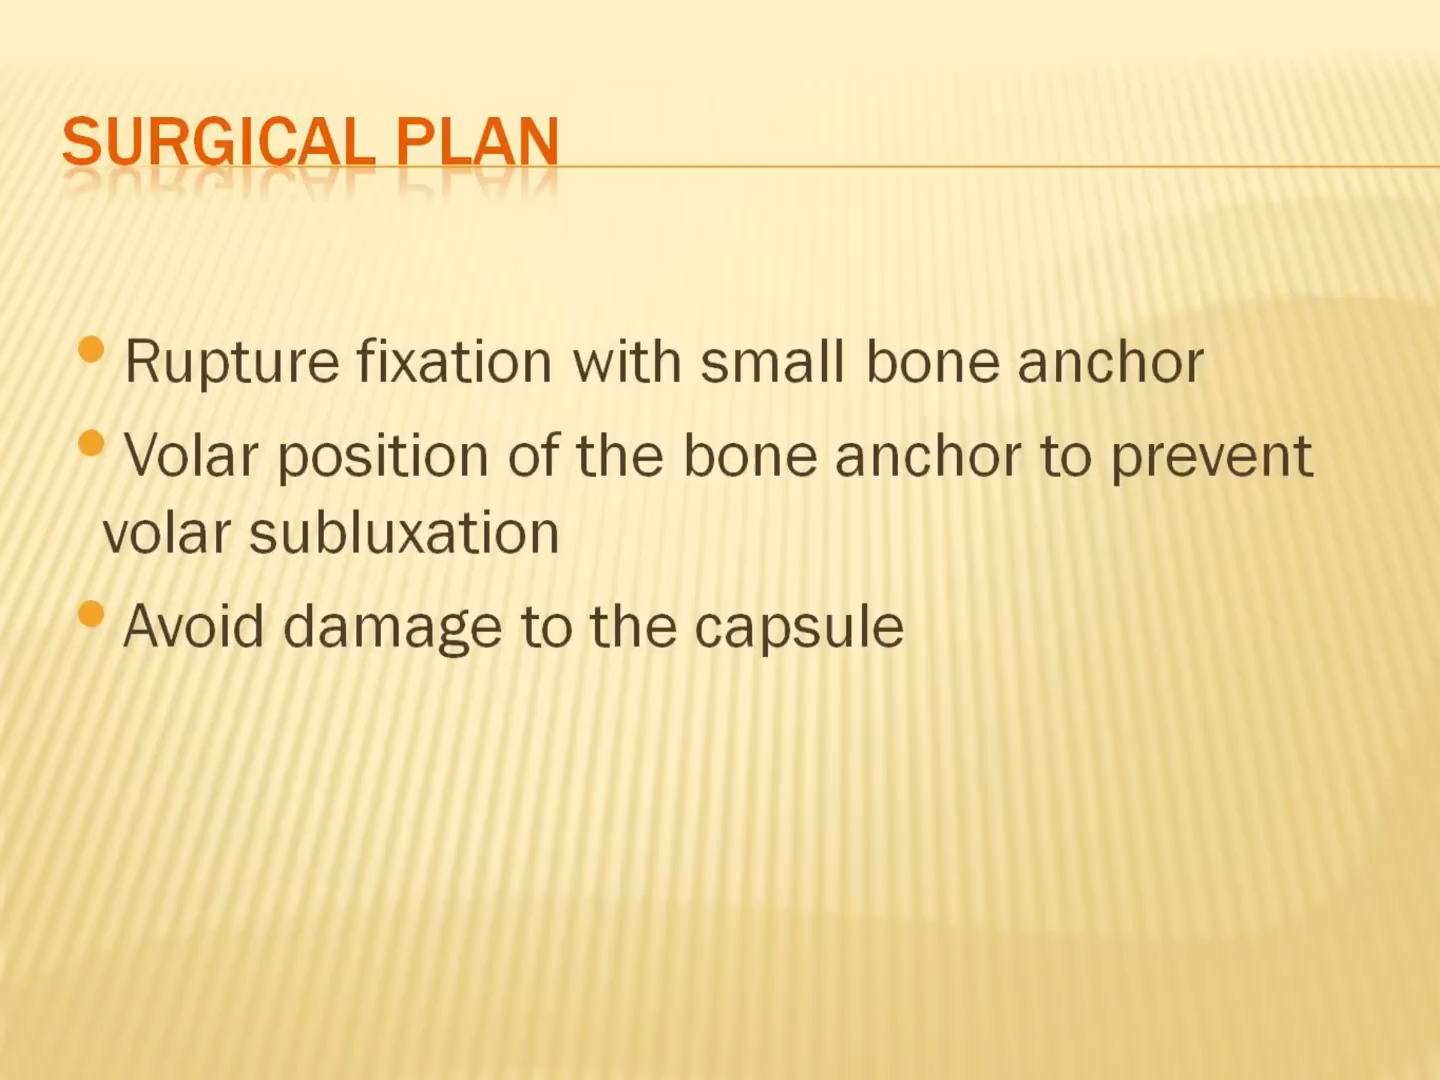 SURGICAL PLAN
• Rupture fixation with small bone anchor
• Volar position of the bone anchor to prevent
volar subluxation
• Avoid damage to the capsule